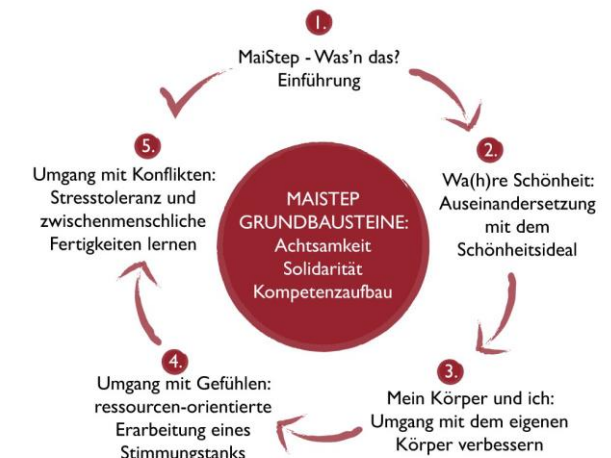 1.
MaiStep - Was'n das?
Einführung
2.
Wa(h)re Schönheit:
Auseinandersetzung
mit dem
Schönheitsideal
3.
Mein Körper und ich:
Umgang mit dem eigenen
Körper verbessern
4.
Umgang mit Gefühlen:
ressourcen-orientierte
Erarbeitung eines
Stimmungstanks
5.
Umgang mit Konflikten:
Stresstoleranz und
zwischenmenschliche
Fertigkeiten lernen
MAISTEP
GRUNDBAUSTEINE:
Achtsamkeit
Solidarität
Kompetenzaufbau